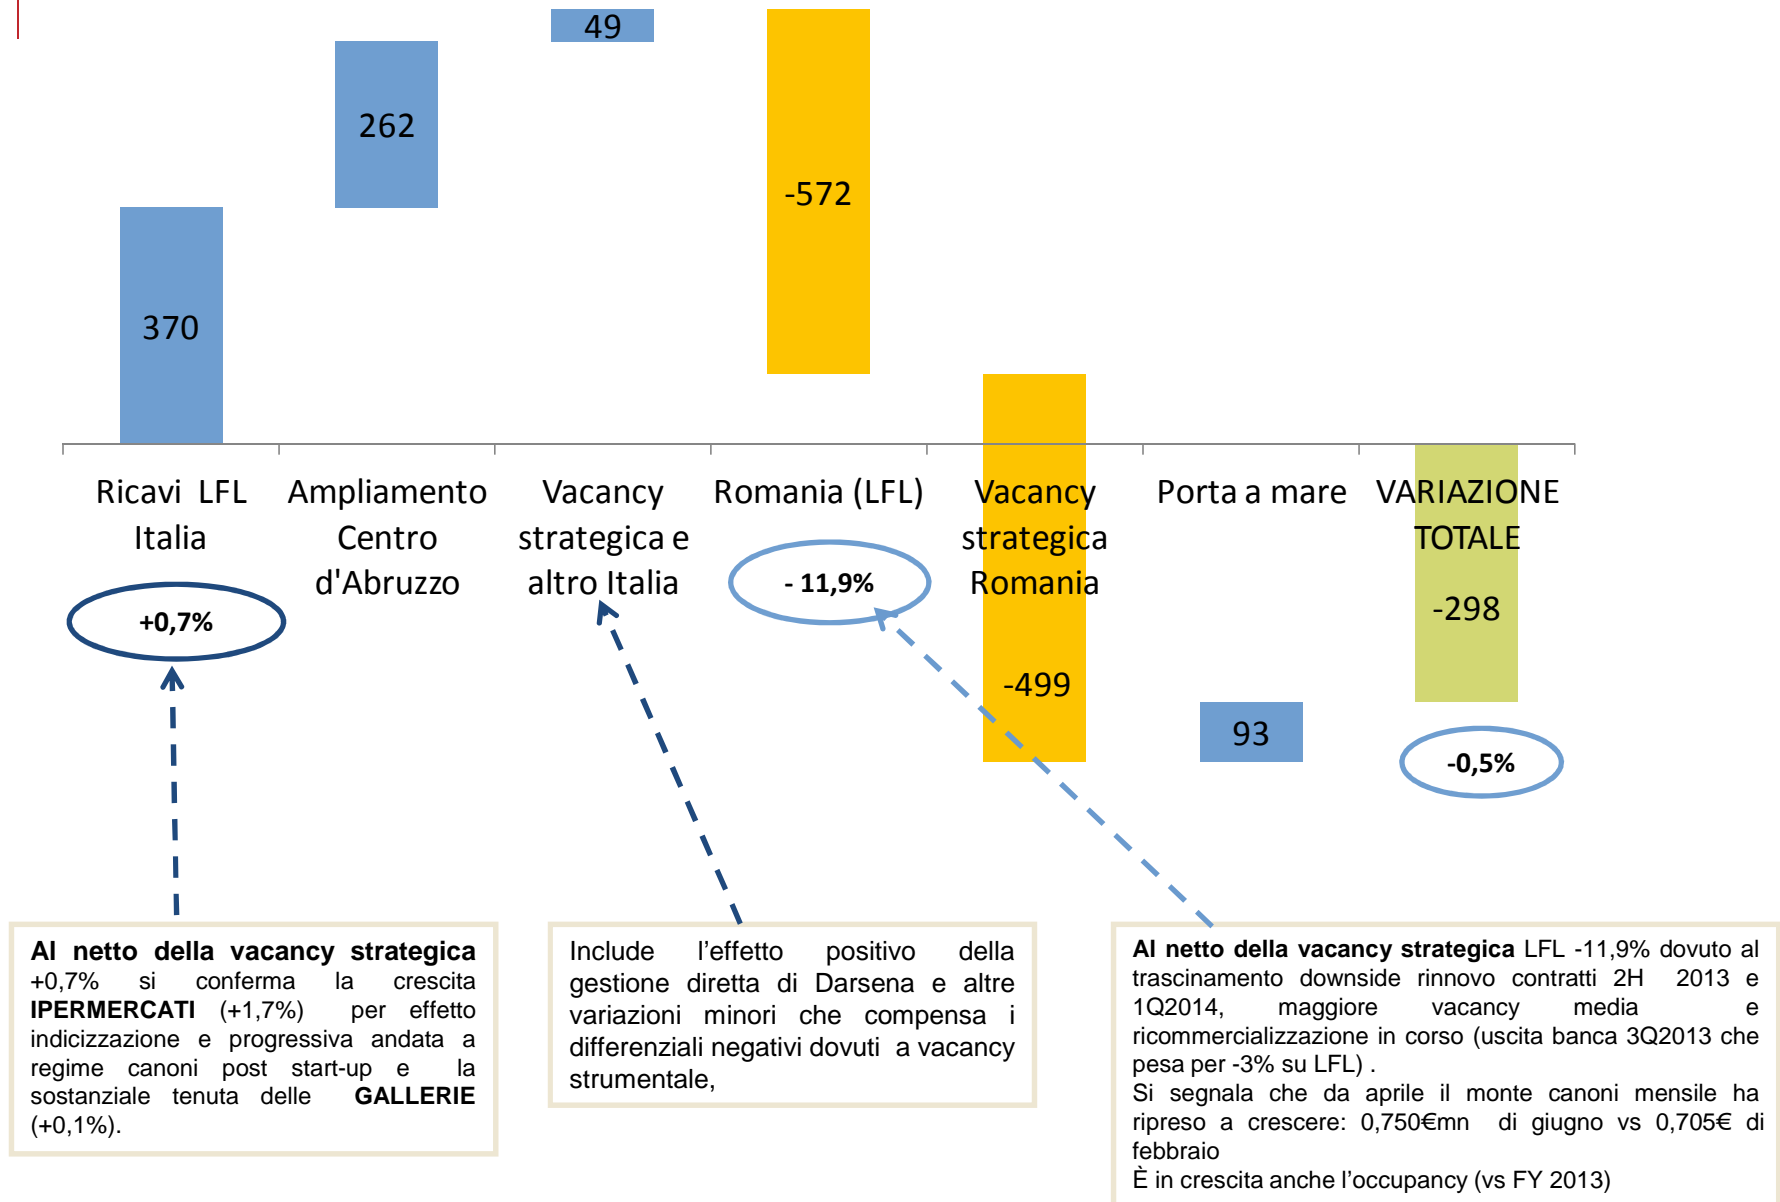 49
262
-572
370
Ricavi LFL
Italia
Ampliamento
Centro
d'Abruzzo
Vacancy
strategica e
altro Italia
Romania (LFL)
Vacancy
strategica
Romania
Porta a mare
VARIAZIONE
TOTALE
+0,7%
- 11,9%
-499
93
-298
-0,5%
Al netto della vacancy strategica
+0,7% si conferma la crescita
IPERMERCATI (+1,7%) per effetto
indicizzazione e progressiva andata a
regime canoni post start-up e la
sostanziale tenuta delle GALLERIE
(+0,1%).
Include l'effetto positivo della
gestione diretta di Darsena e altre
variazioni minori che compensa i
differenziali negativi dovuti a vacancy
strumentale,
Al netto della vacancy strategica LFL -11,9% dovuto al
trascinamento downside rinnovo contratti 2H 2013 e
1Q2014, maggiore vacancy media e
ricommercializzazione in corso (uscita banca 3Q2013 che
pesa per -3% su LFL) .
Si segnala che da aprile il monte canoni mensile ha
ripreso a crescere: 0,750€mn di giugno vs 0,705€ di
febbraio
È in crescita anche l'occupancy (vs FY 2013)